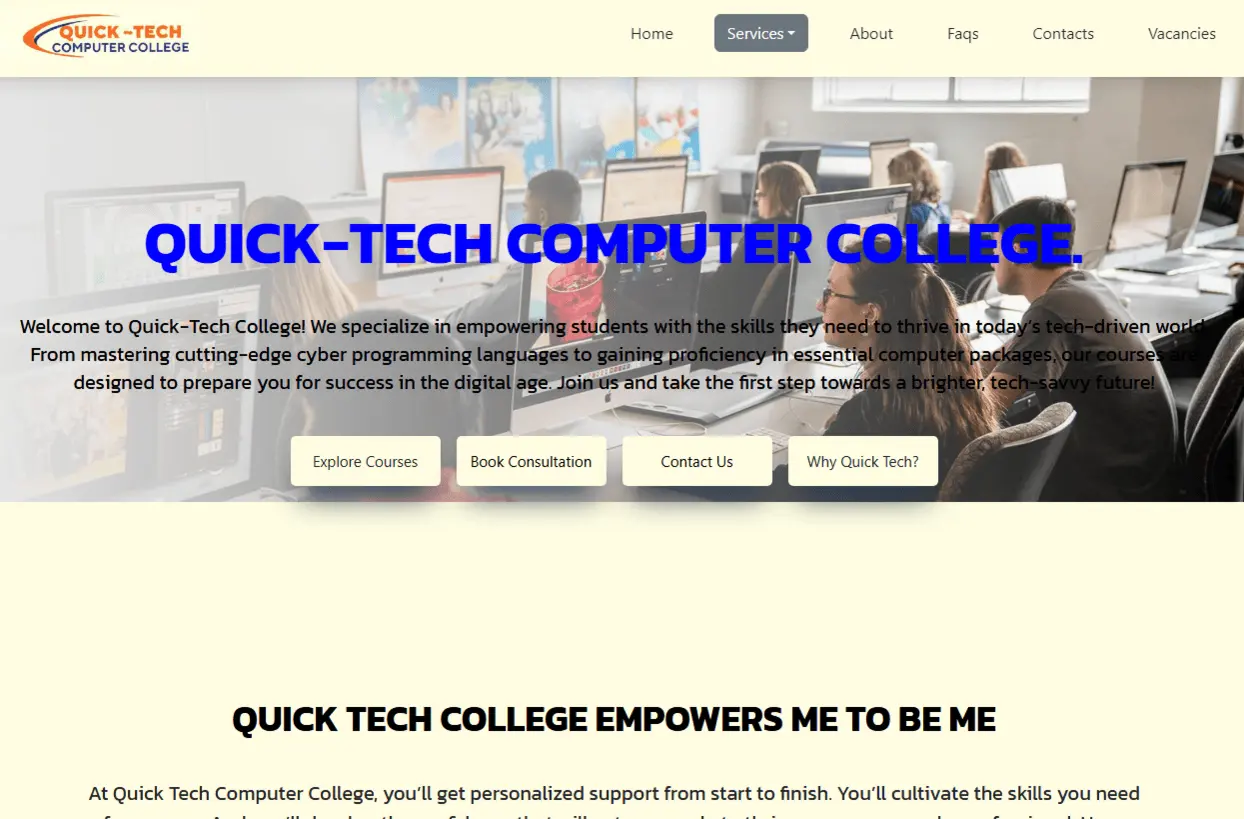 QUICK ~TECH
COMPUTER COLLEGE
Home
Services
About
Faqs
Contacts
Vacancies
QUICK-TECH COMPUTER COLLEGE.
Welcome to Quick-Tech College! We specialize in empowering students with the skills they need to thrive in today's tech-driven world.
From mastering cutting-edge cyber programming languages to gaining proficiency in essential computer packages, our courses are
designed to prepare you for success in the digital age. Join us and take the first step towards a brighter, tech-savvy future!
Explore Courses
Book Consultation
Contact Us
Why Quick Tech?
QUICK TECH COLLEGE EMPOWERS ME TO BE ME
At Quick Tech Computer College, you'll get personalized support from start to finish. You'll cultivate the skills you need